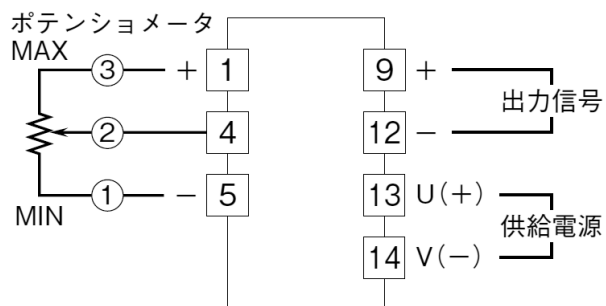 ポテンショメータ
MAX
③ + 1
② 4
① - 5
MIN
9 +
12 -
出力信号
13 U(+)
14 V(-)
供給電源